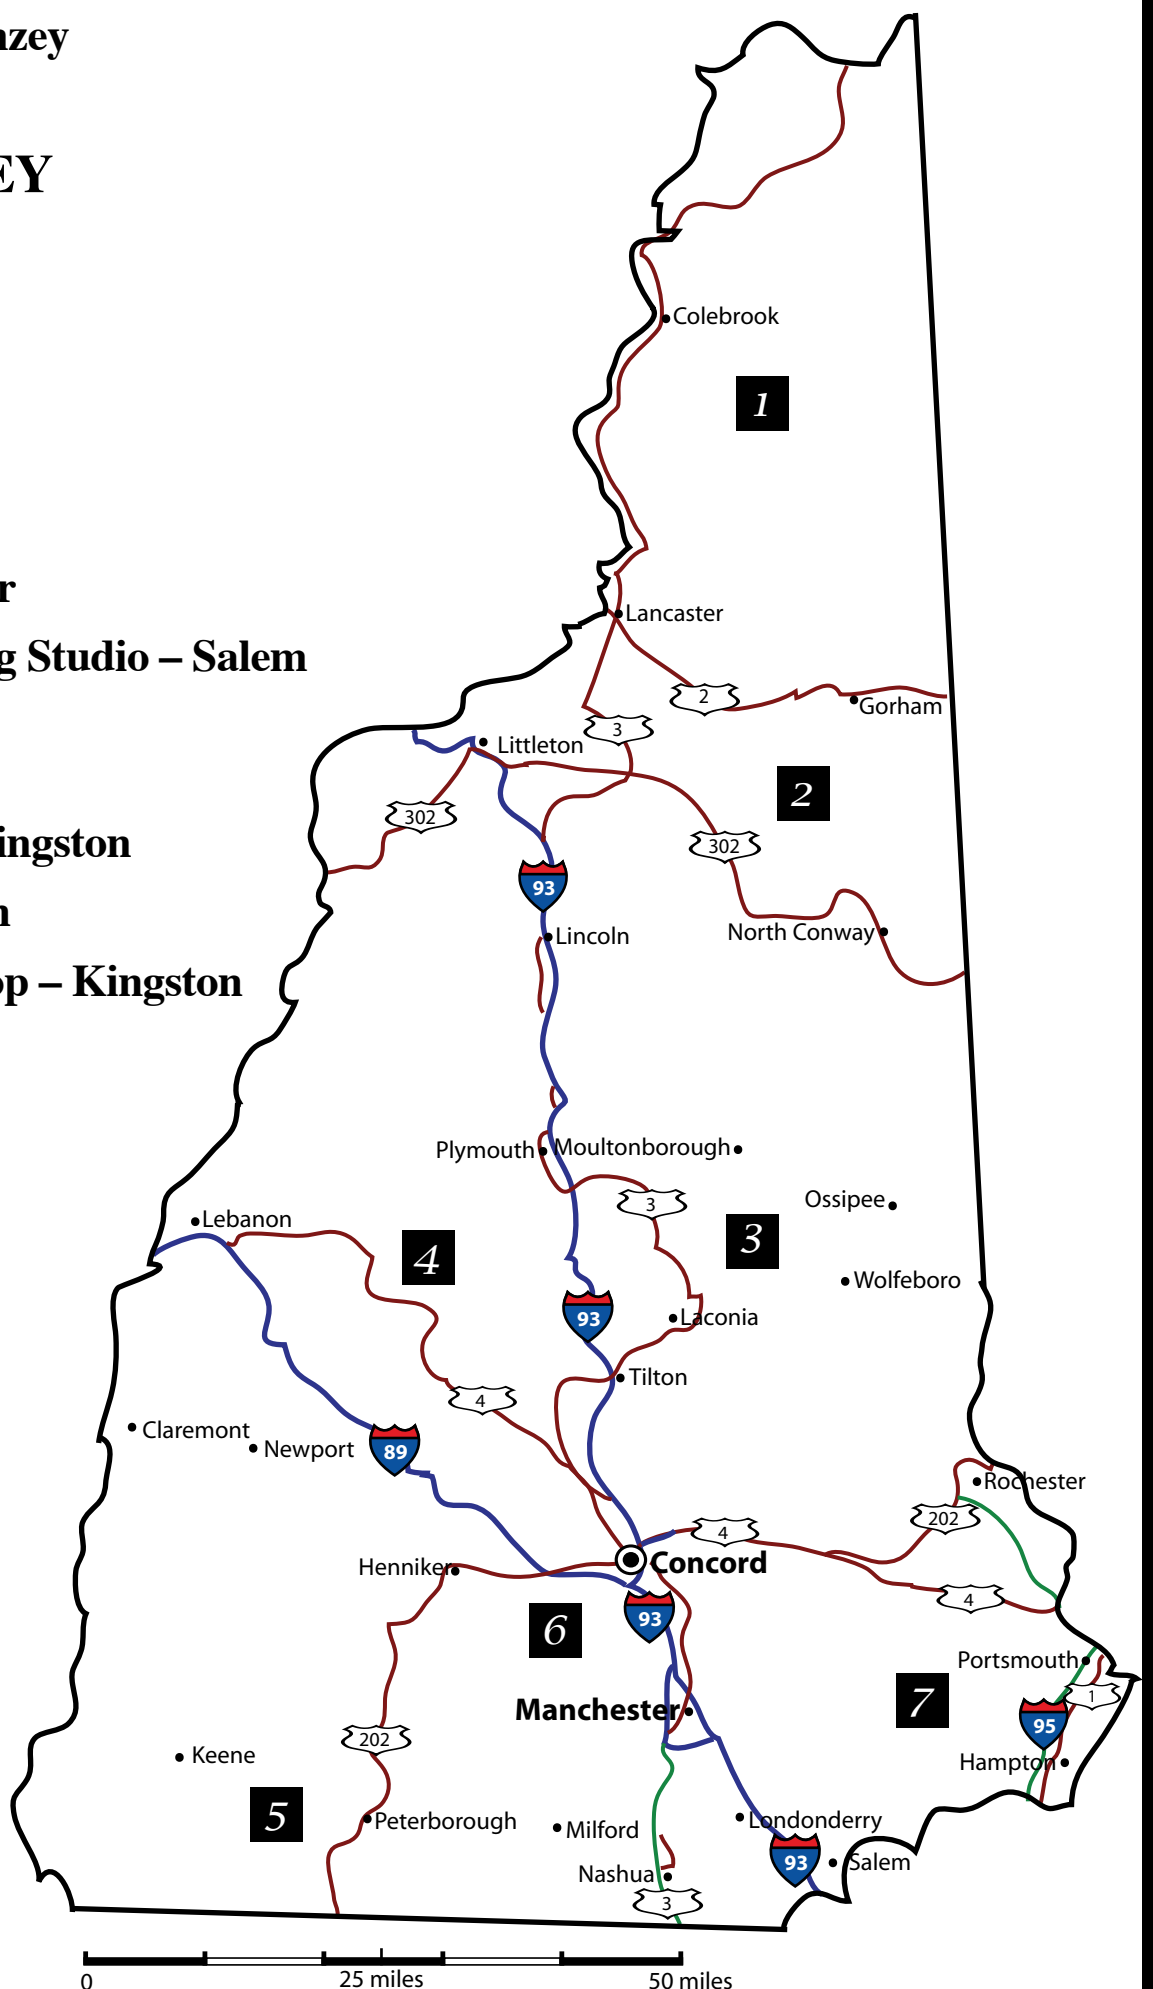 nzey
EY
r
g Studio – Salem
ingston
n
op – Kingston
Colebrook
1
Lancaster
2
Gorham
3
Littleton
2
302
302
93
North Conway
Lincoln
Plymouth
Moultonborough
3
Ossipee
Lebanon
4
3
Wolfeboro
93
Laconia
Tilton
4
Claremont
Newport
89
Rochester
202
4
Henniker
Concord
4
93
6
Portsmouth
7
1
Manchester
95
202
Keene
Hampton
5
Peterborough
Milford
Londonderry
93
Salem
Nashua
3
0
25 miles
50 miles